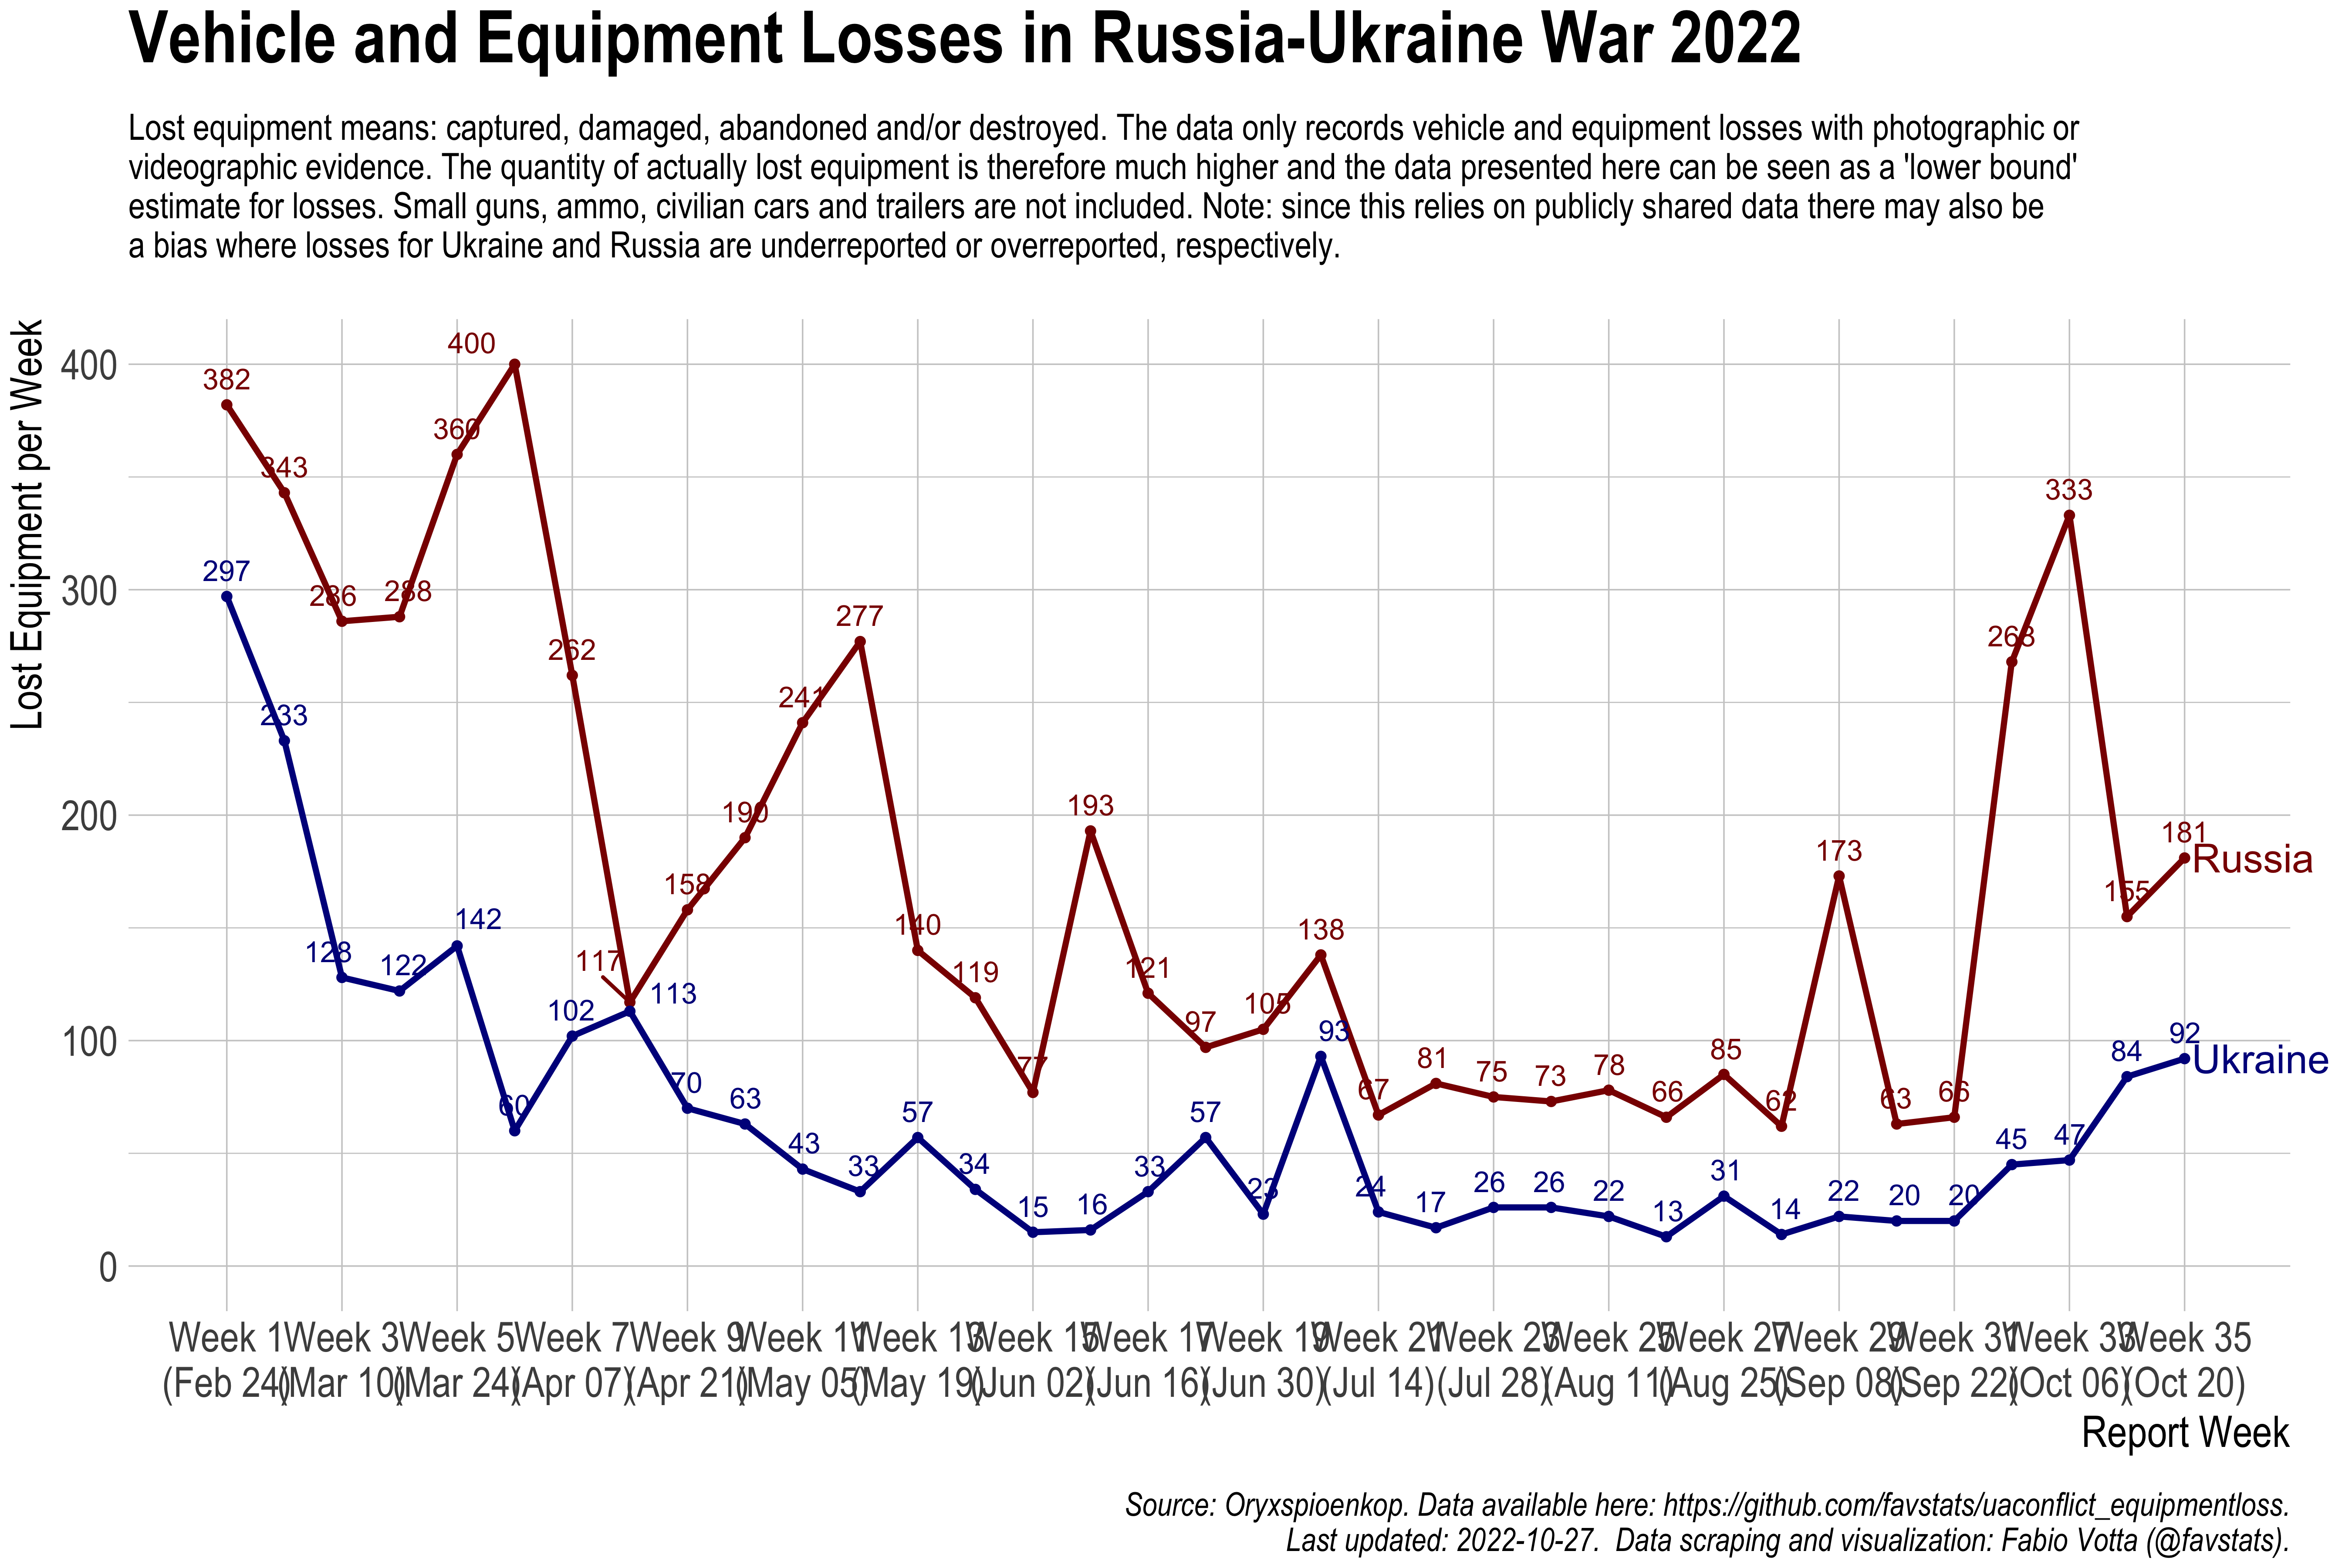 Vehicle and Equipment Losses in Russia-Ukraine War 2022
Lost equipment means: captured, damaged, abandoned and/or destroyed. The data only records vehicle and equipment losses with photographic or
videographic evidence. The quantity of actually lost equipment is therefore much higher and the data presented here can be seen as a 'lower bound'
estimate for losses. Small guns, ammo, civilian cars and trailers are not included. Note: since this relies on publicly shared data there may also be
a bias where losses for Ukraine and Russia are underreported or overreported, respectively.
Lost Equipment per Week
400
300
200
100
0
382 343 286 288 360 400 262 117 158 190 241 277 140 119 77 193 121 97 105 138 67 81 75 73 78 66 85 62 173 63 66 268 333 155 181
Russia
297 233 128 122 142 60 102 113 70 63 43 33 57 34 15 16 33 57 23 93 24 17 26 26 22 13 31 14 22 20 20 45 47 84 92
Ukraine
Week 1 Week 3 Week 5 Week 7 Week 9 Week 11 Week 13 Week 15 Week 17 Week 19 Week 21 Week 23 Week 25 Week 27 Week 29 Week 31 Week 33 Week 35
(Feb 24) (Mar 10) (Mar 24) (Apr 07) (Apr 21) (May 05) (May 19) (Jun 02) (Jun 16) (Jun 30) (Jul 14) (Jul 28) (Aug 11) (Aug 25) (Sep 08) (Sep 22) (Oct 06) (Oct 20)
Report Week
Source: Oryxspioenkop. Data available here: https://github.com/favstats/uaconflict_equipmentloss.
Last updated: 2022-10-27.  Data scraping and visualization: Fabio Votta (@favstats).